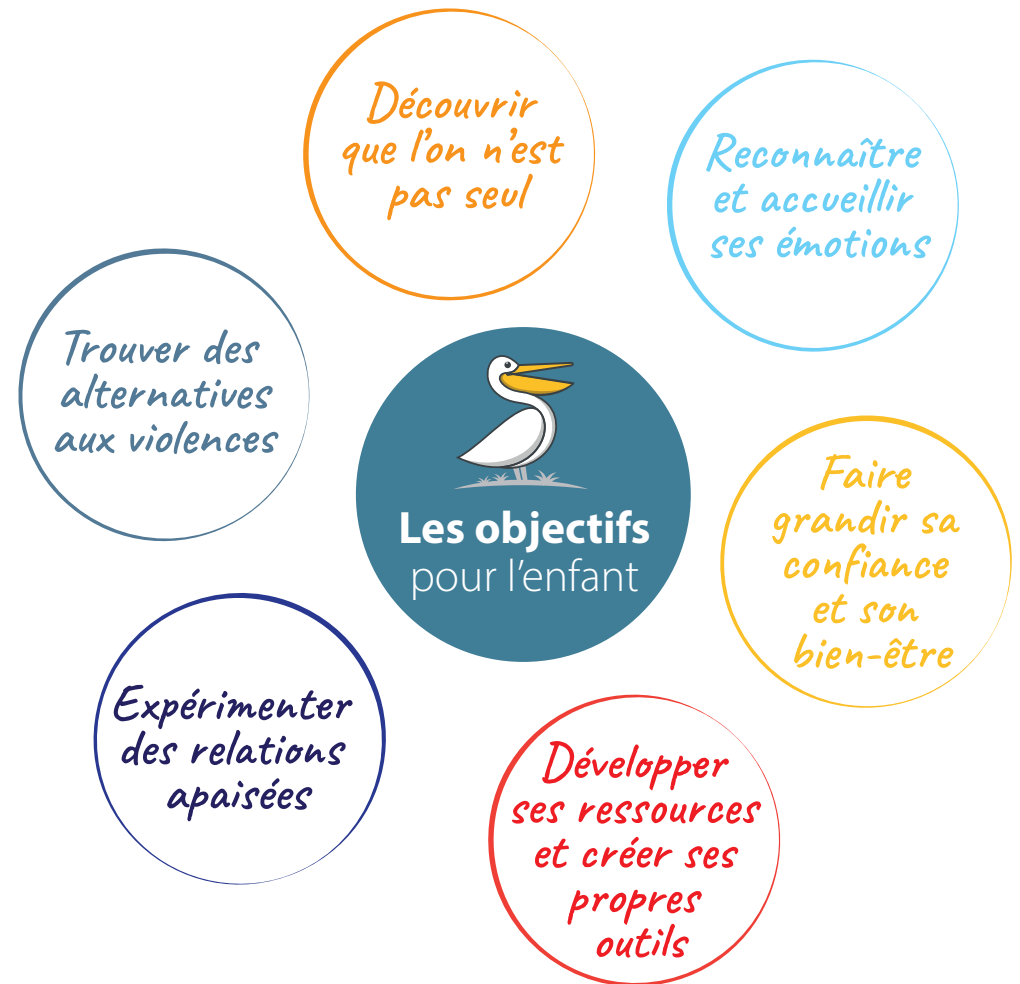 Découvrir
que l'on n'est
pas seul
Reconnaître
et accueillir
ses émotions
Trouver des
alternatives
aux violences
Les objectifs
pour l'enfant
Faire
grandir sa
confiance
et son
bien-être
Expérimenter
des relations
apaisées
Développer
ses ressources
et créer ses
propres
outils